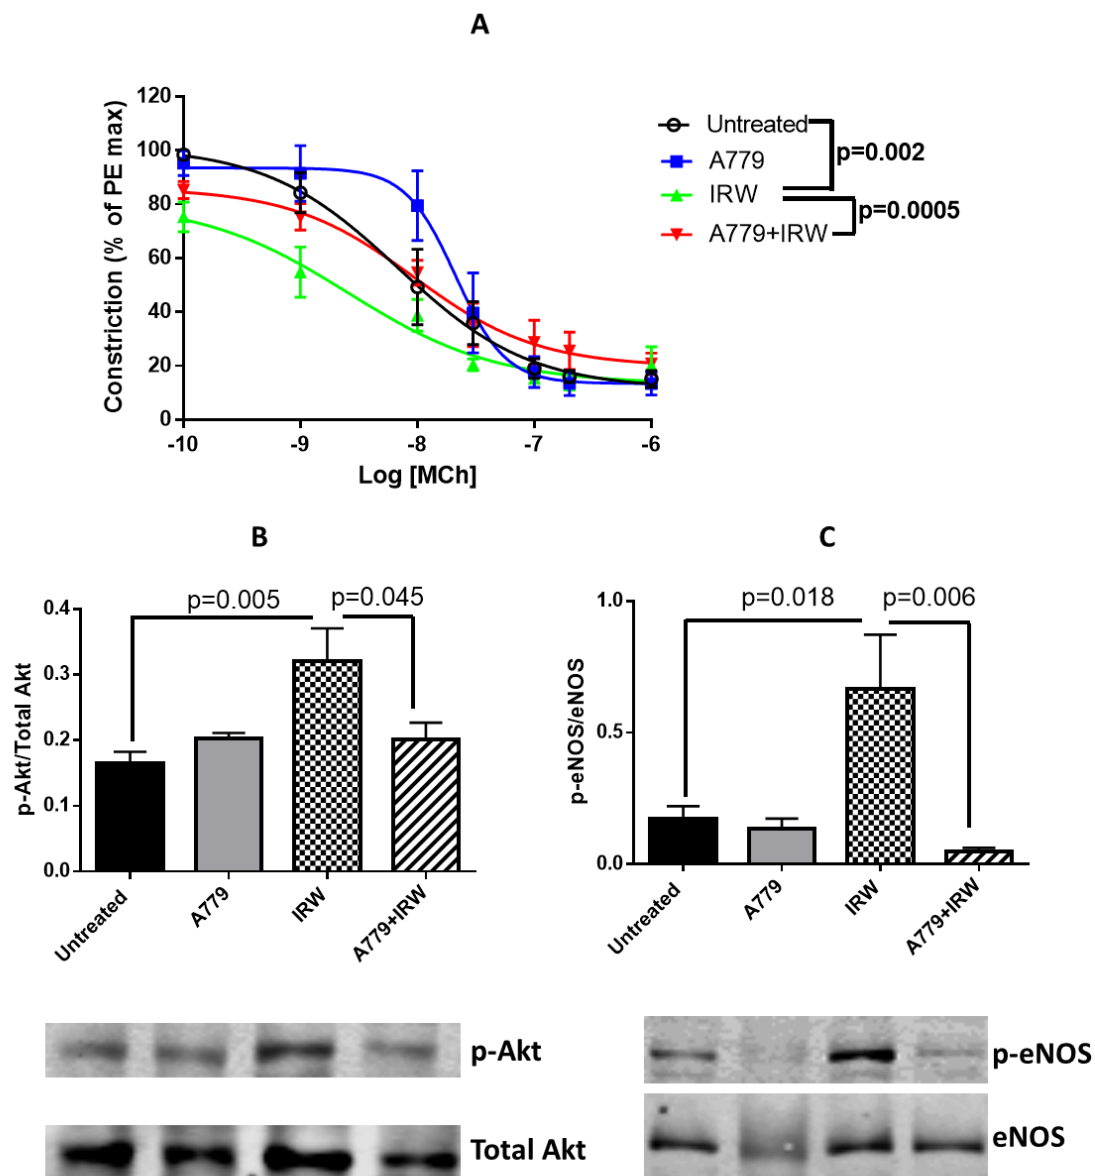 A
Constriction (% of PE max)
120
100
80
60
40
20
0
-10 -9 -8 -7 -6
Log [MCh]
Untreated
A779
IRW
A779+IRW
p=0.002
p=0.0005
B
p-Akt/Total Akt
0.4
0.3
0.2
0.1
0.0
p=0.005 p=0.045
Untreated A779 IRW A779+IRW
p-Akt
Total Akt
C
p-eNOS/eNOS
1.0
0.5
0.0
p=0.018 p=0.006
Untreated A779 IRW A779+IRW
p-eNOS
eNOS